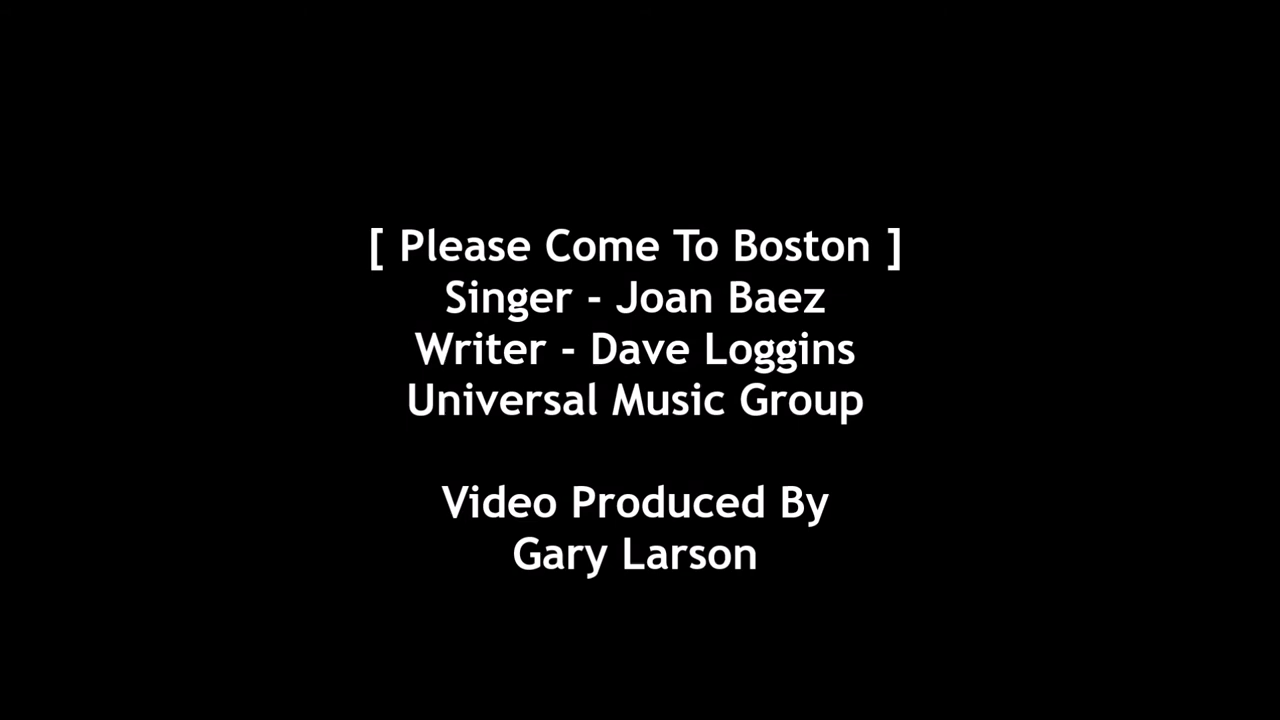 [ Please Come To Boston ]
Singer - Joan Baez
Writer - Dave Loggins
Universal Music Group
Video Produced By
Gary Larson